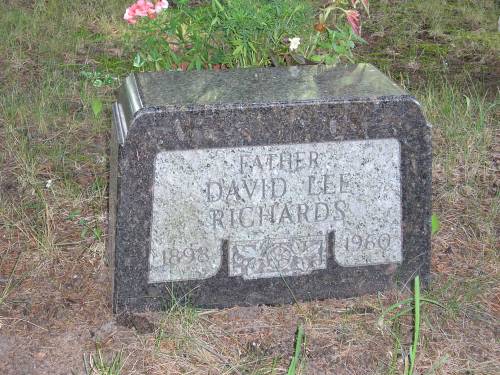 FATHER
DAVID LEE
RICHARDS
1898 1960